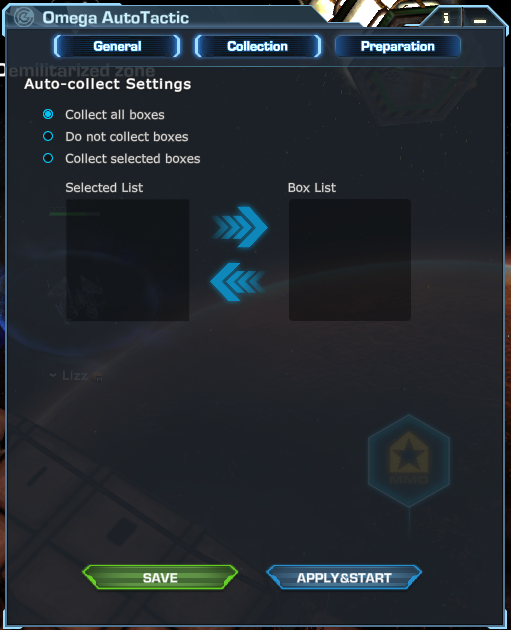 Omega AutoTactic
i
General Collection Preparation
Demilitarized zone
Auto-collect Settings
Collect all boxes
Do not collect boxes
Collect selected boxes
Selected List Box List
Lizz
MMO
SAVE APPLY&START